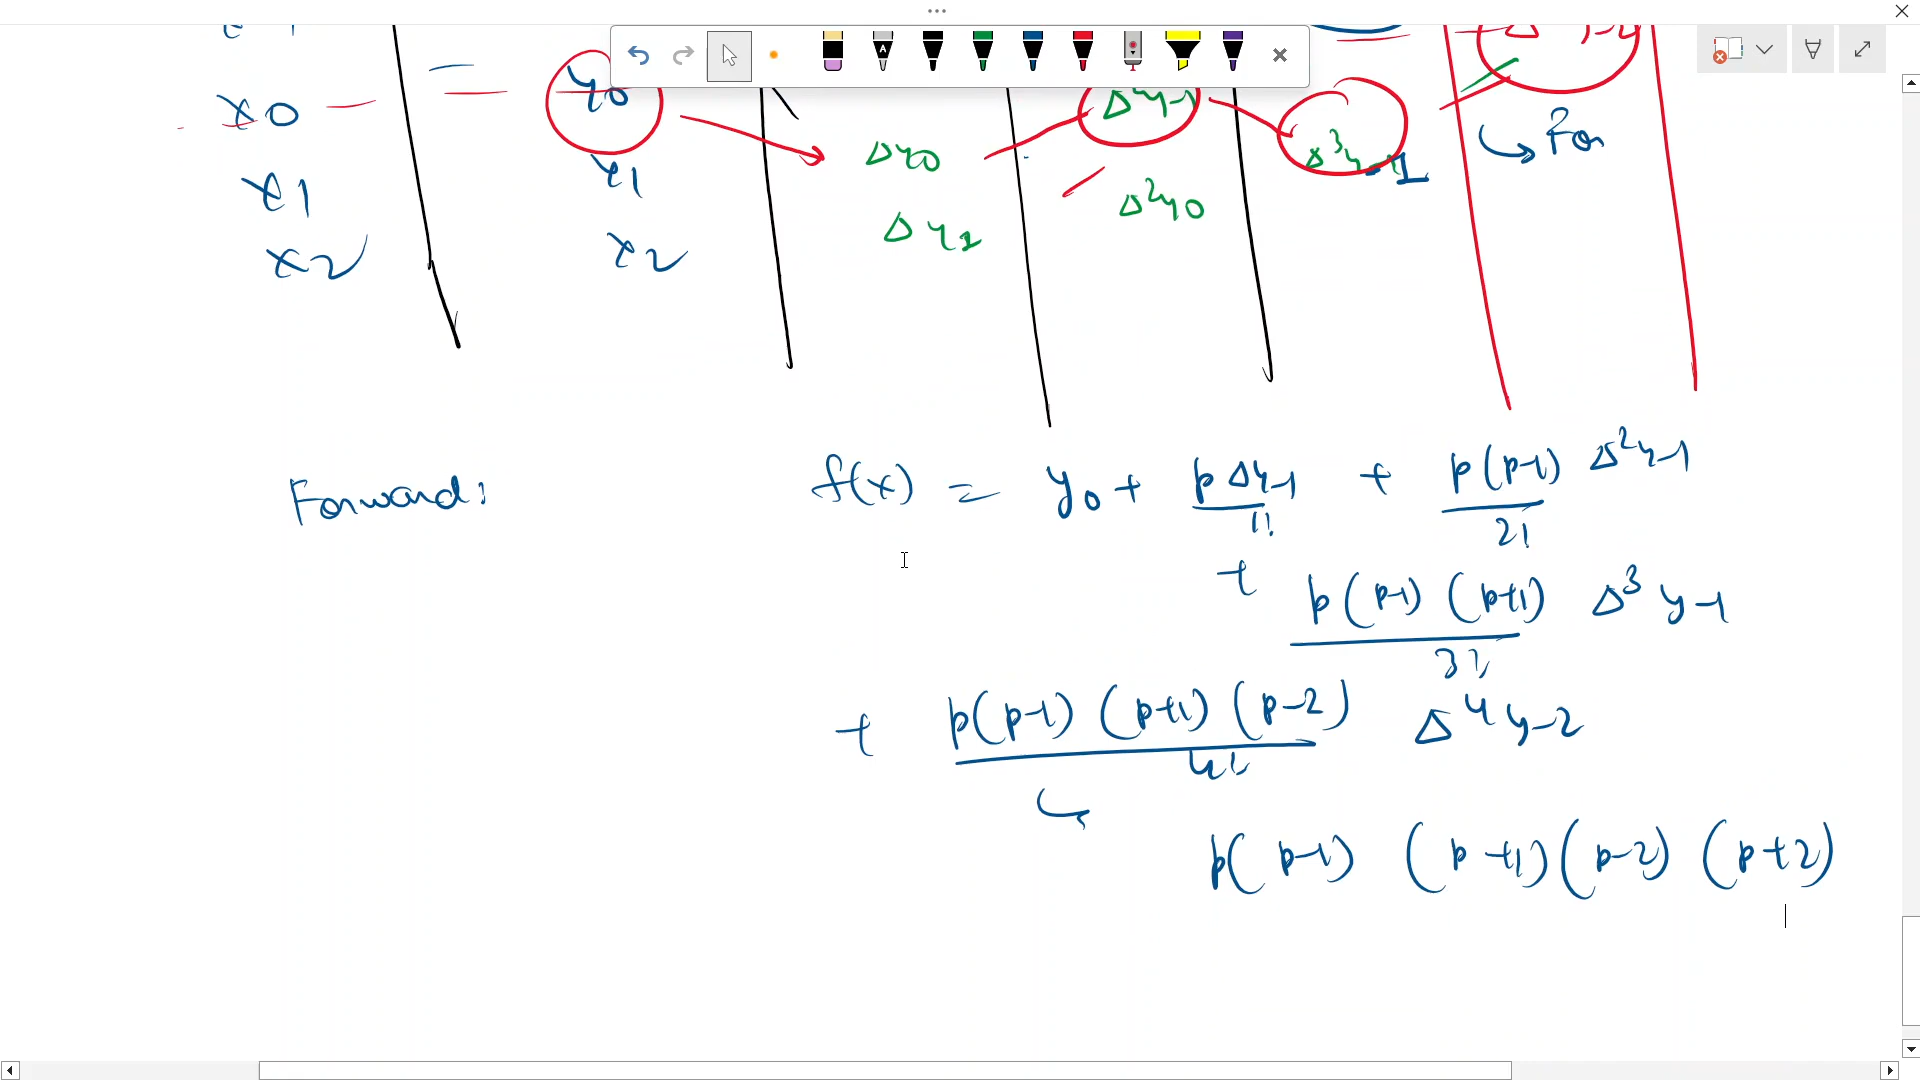 x0 y0 Δ²y-1
Δy0 Δ³y-1 For
x1 y1
Δ²y0
Δy1
x2 x2
Forward: f(x) = y0 + pΔy-1/1! + p(p-1)/2! Δ²y-1
+ p(p-1)(p+1)/3! Δ³y-1
+ p(p-1)(p+1)(p-2)/4! Δ⁴y-2
p(p-1)(p+1)(p-2)(p+2)